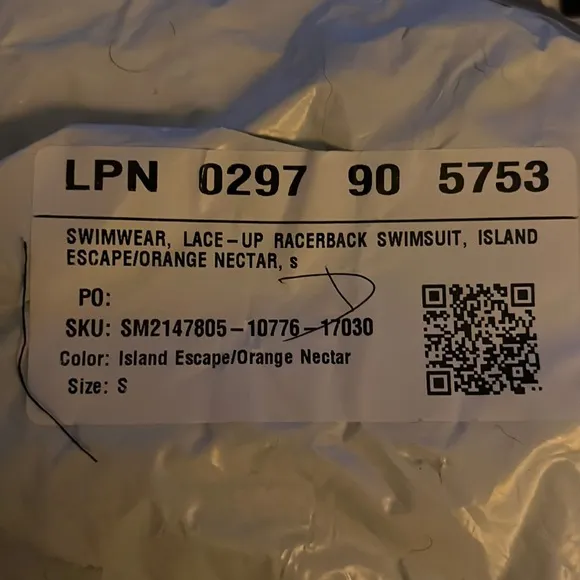 LPN 0297 90 5753
SWIMWEAR, LACE-UP RACERBACK SWIMSUIT, ISLAND
ESCAPE/ORANGE NECTAR, s
PO:
SKU: SM2147805-10776-17030
Color: Island Escape/Orange Nectar
Size: S